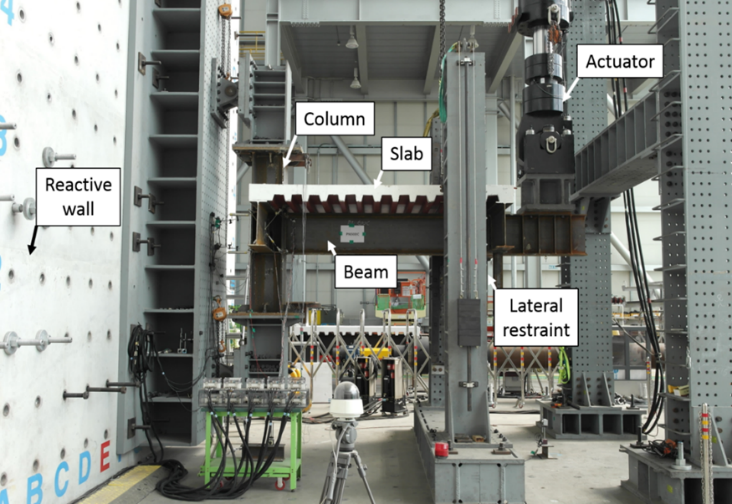 Actuator
Column
Slab
Reactive
wall
Beam
Lateral
restraint
A B C D E